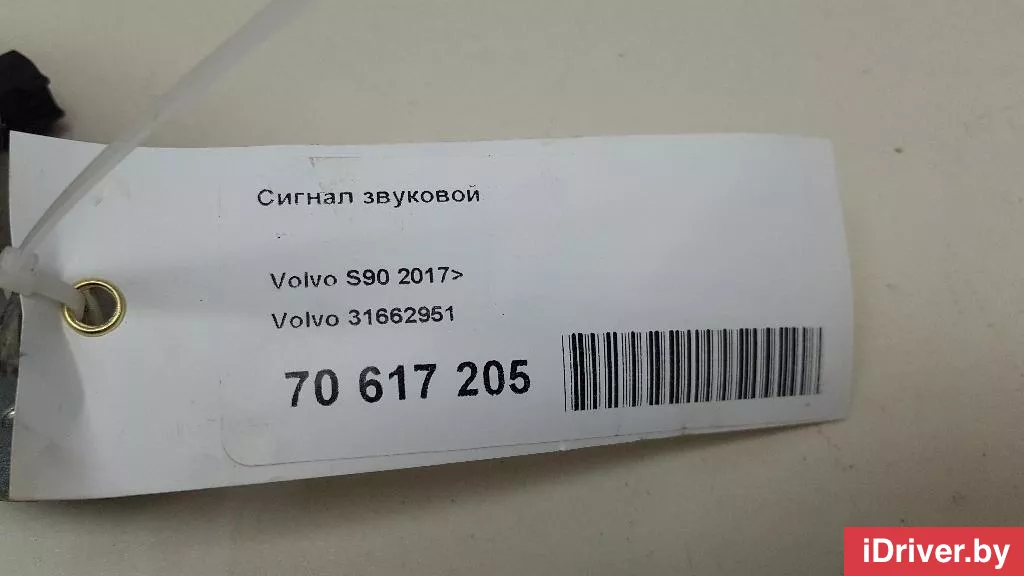 Сигнал звуковой
Volvo S90 2017>
Volvo 31662951
70 617 205
iDriver.by